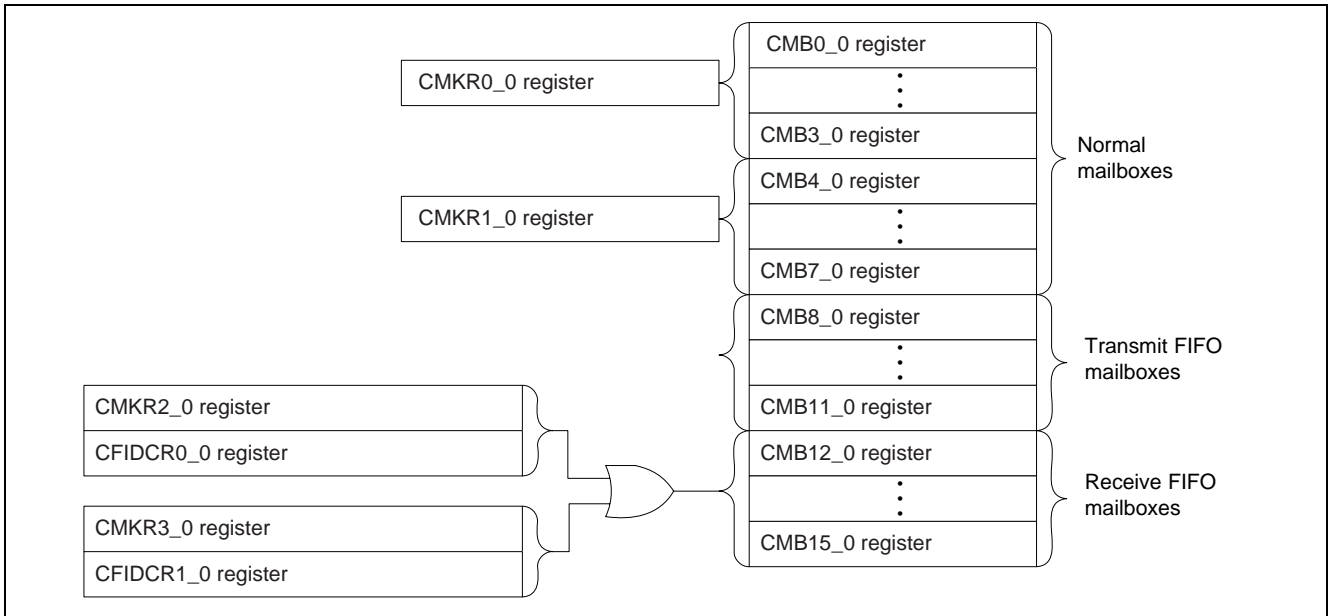 CMB0_0 register
CMKR0_0 register
CMB3_0 register
Normal
mailboxes
CMB4_0 register
CMKR1_0 register
CMB7_0 register
CMB8_0 register
Transmit FIFO
mailboxes
CMB11_0 register
CMKR2_0 register
CFIDCR0_0 register
CMB12_0 register
Receive FIFO
mailboxes
CMKR3_0 register
CMB15_0 register
CFIDCR1_0 register